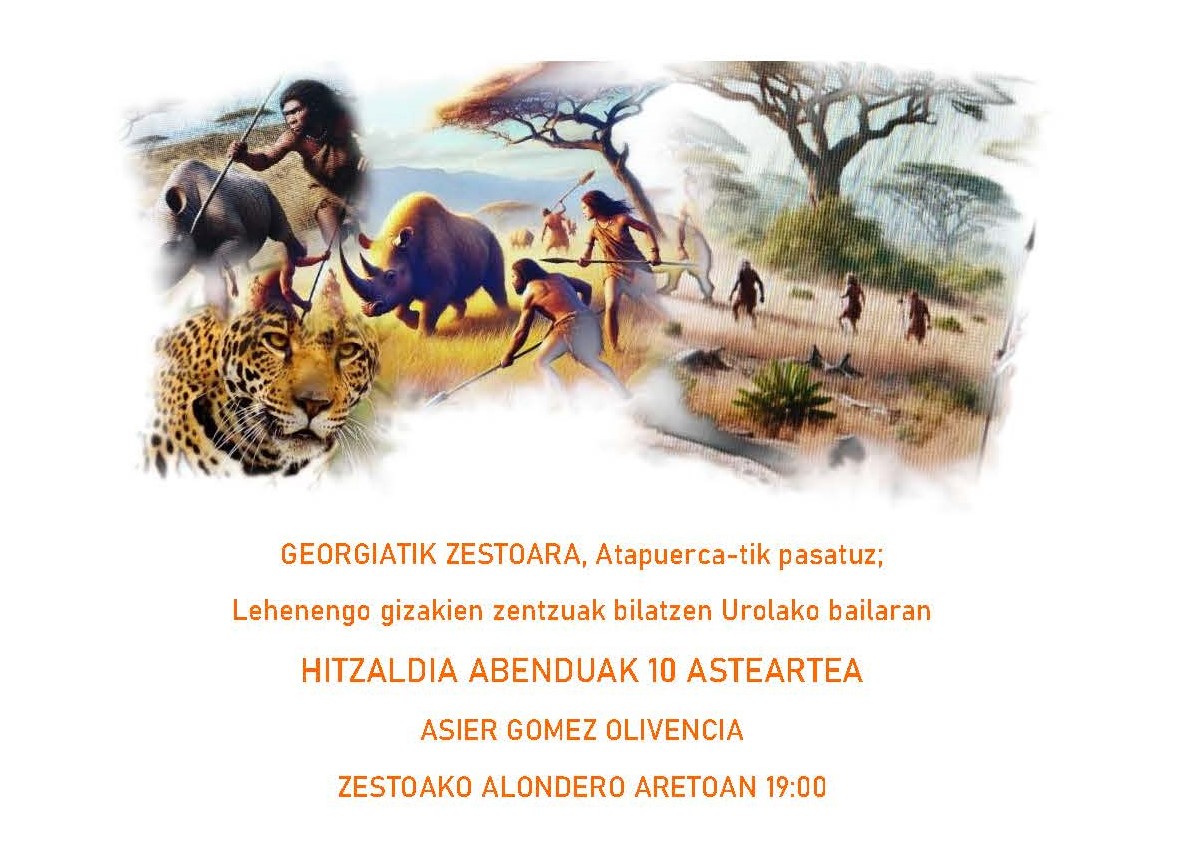 GEORGIATIK ZESTOARA, Atapuerca-tik pasatuz;
Lehenengo gizakien zentzuak bilatzen Urolako bailaran
HITZALDIA ABENDUAK 10 ASTEARTEA
ASIER GOMEZ OLIVENCIA
ZESTOAKO ALONDERO ARETOAN 19:00